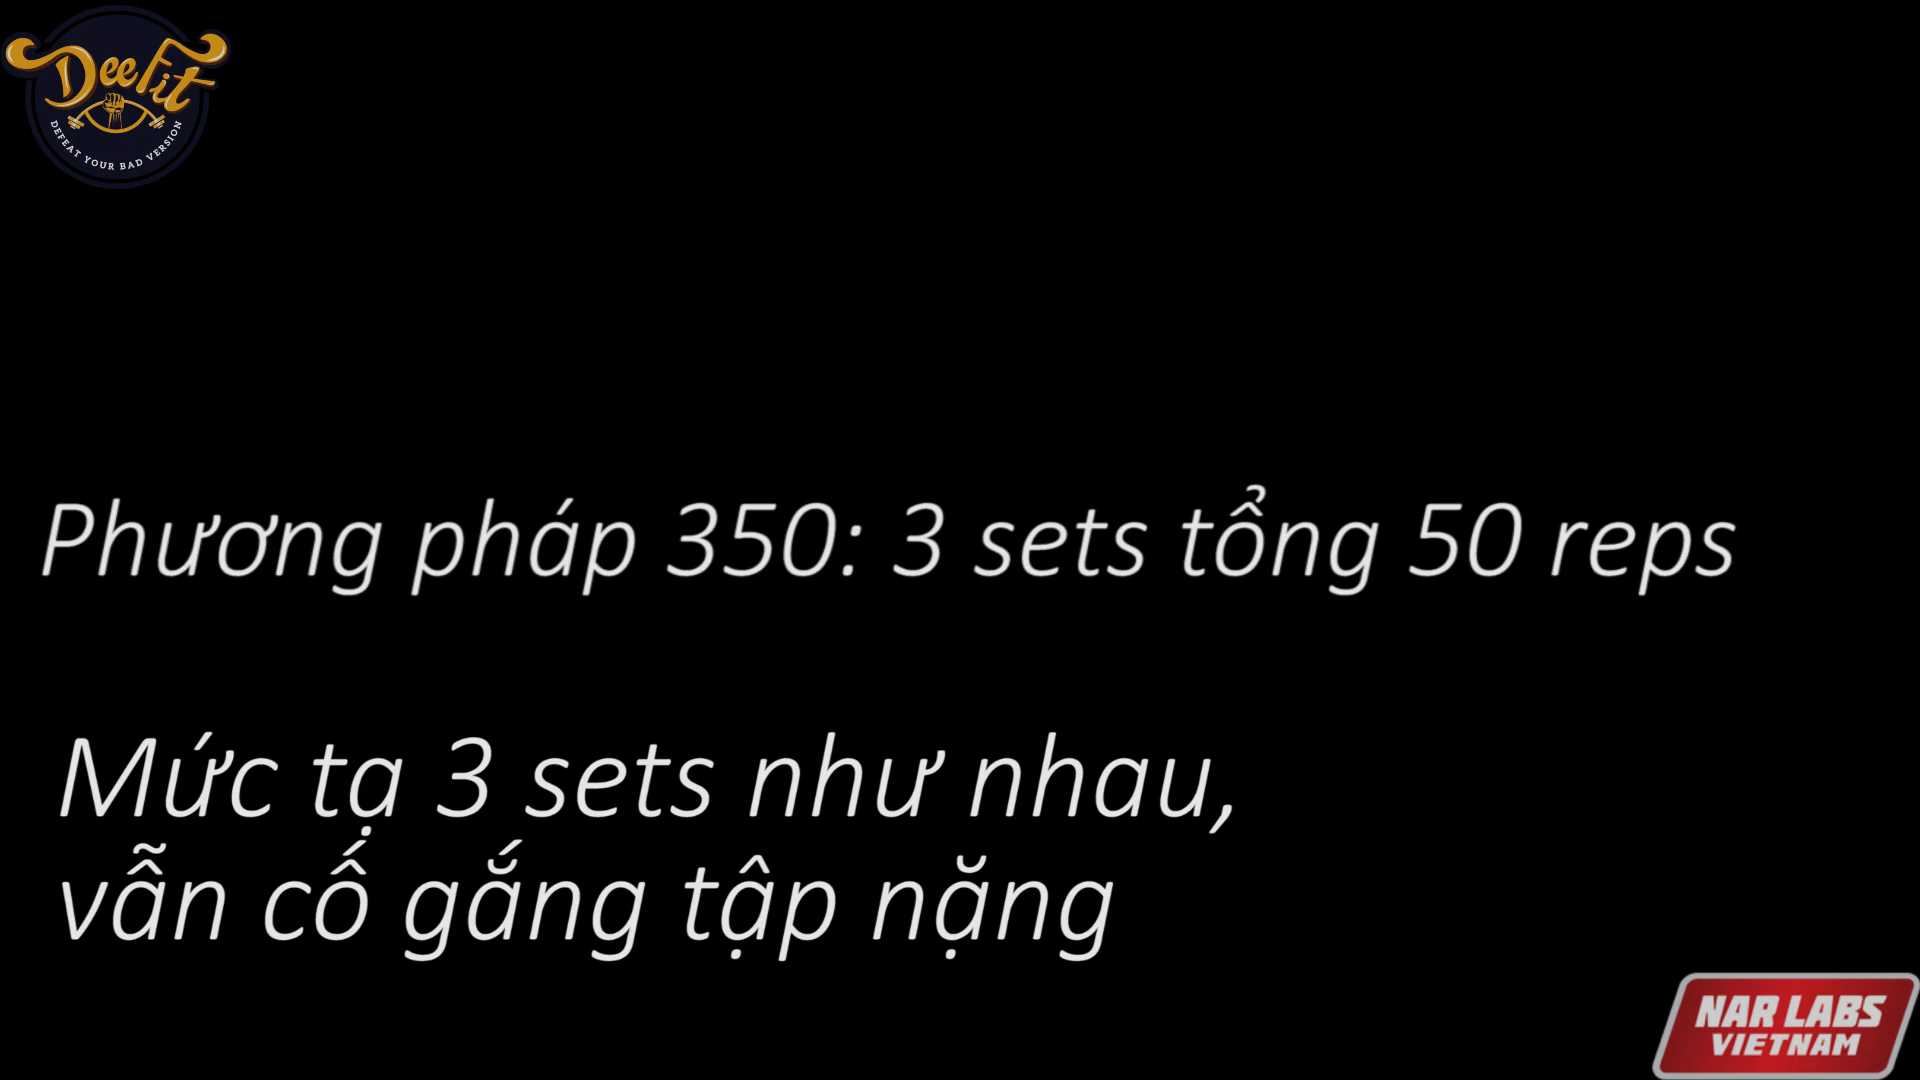 DeeFit
DEFEAT YOUR BAD VERSION
Phương pháp 350: 3 sets tổng 50 reps
Mức tạ 3 sets như nhau,
vẫn cố gắng tập nặng
NAR LABS
VIETNAM